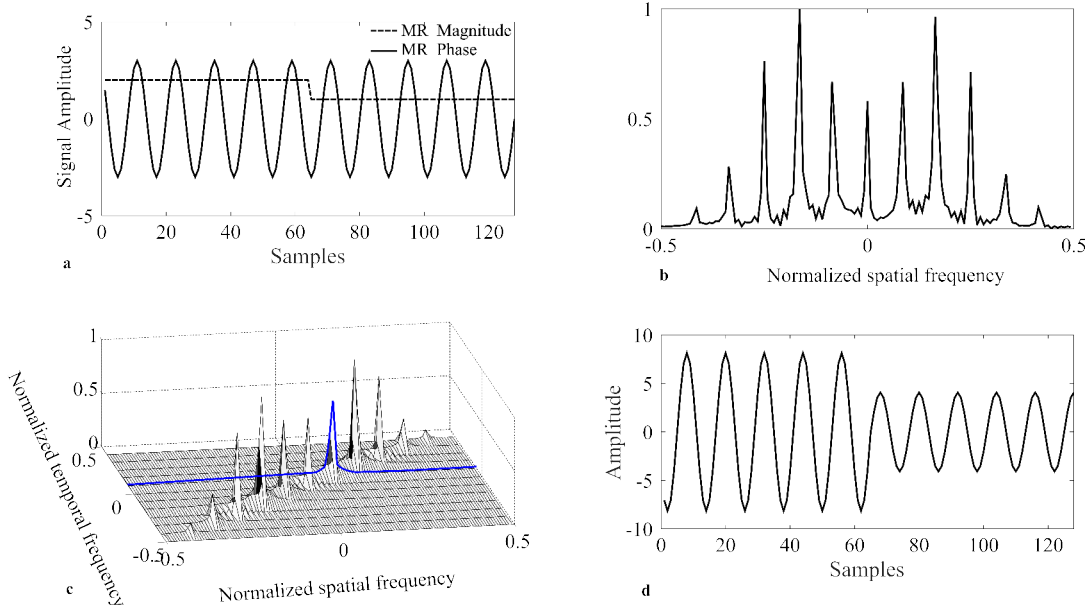 5
0
-5
Signal Amplitude
MR Magnitude
MR Phase
0 20 40 60 80 100 120
Samples
a
1
0.5
0
-0.5 0 0.5
Normalized spatial frequency
b
1
0.5
0
0.5
0
-0.5
Normalized temporal frequency
-0.5 0 0.5
Normalized spatial frequency
c
10
5
0
-5
-10
Amplitude
0 20 40 60 80 100 120
Samples
d